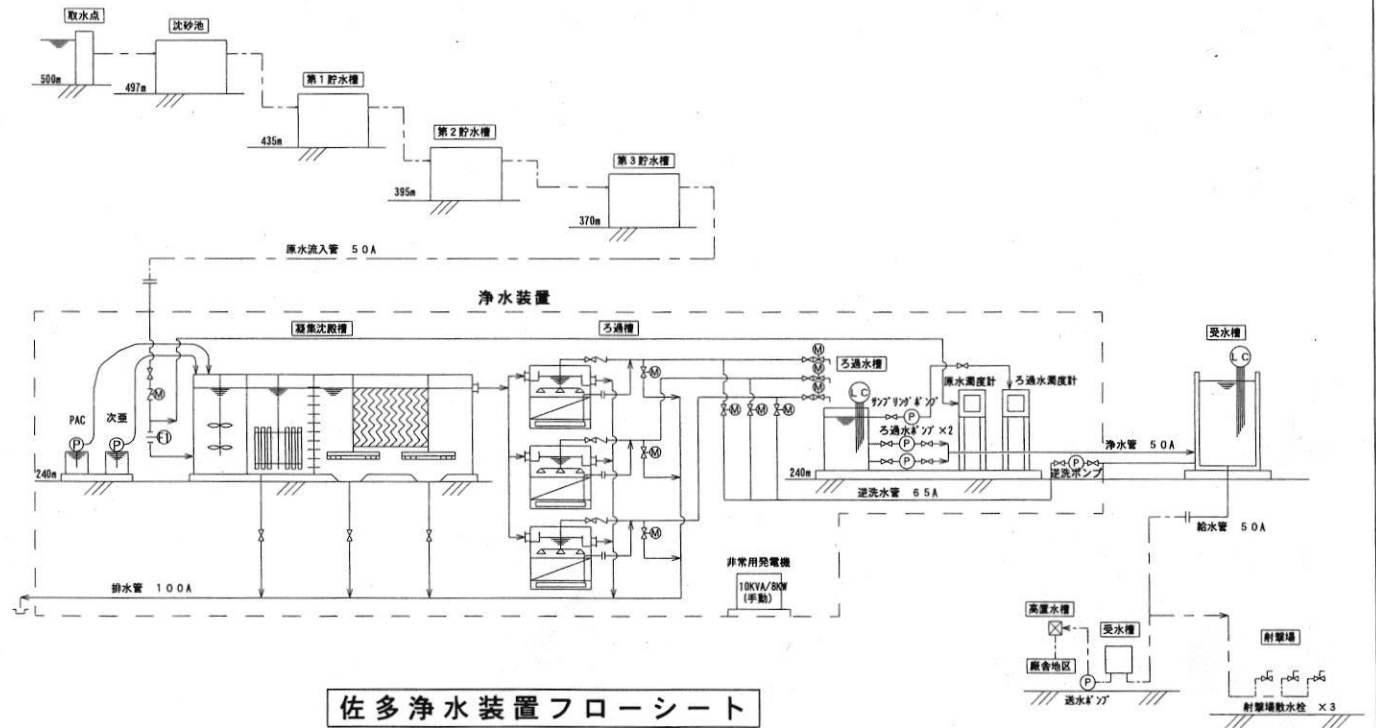 取水点
500m
沈砂池
497m
第1貯水槽
435m
第2貯水槽
395m
第3貯水槽
370m
原水流入管 50A
浄水装置
凝集沈殿槽
ろ過槽
ろ過水槽
受水槽
M
M
M
LC
LC
原水濁度計
ろ過水濁度計
サンプリングポンプ
P
ろ過水ポンプ×2
P
P
PAC
次亜
P
P
M
FI
M
M
M
M
M
M
240m
240m
浄水管 50A
P
逆洗ポンプ
逆洗水管 65A
給水管 50A
排水管 100A
非常用発電機
10KVA/8KW
(手動)
高置水槽
受水槽
射撃場
廠舎地区
P
送水ポンプ
射撃場散水栓 ×3
佐多浄水装置フローシート